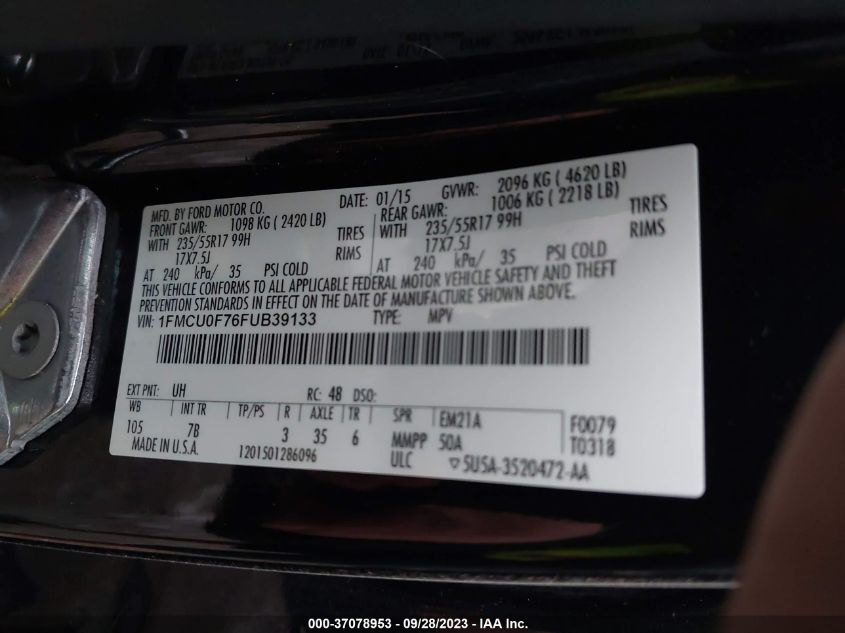 MFD. BY FORD MOTOR CO. DATE: 01/15 GVWR: 2096 KG ( 4620 LB)
FRONT GAWR: 1098 KG ( 2420 LB) REAR GAWR: 1006 KG ( 2218 LB)
WITH 235/55R17 99H TIRES WITH 235/55R17 99H TIRES
17X7.5J RIMS 17X7.5J RIMS
AT 240 kPa/ 35 PSI COLD AT 240 kPa/ 35 PSI COLD
THIS VEHICLE CONFORMS TO ALL APPLICABLE FEDERAL MOTOR VEHICLE SAFETY AND THEFT
PREVENTION STANDARDS IN EFFECT ON THE DATE OF MANUFACTURE SHOWN ABOVE.
VIN: 1FMCU0F76FUB39133 TYPE: MPV
EXT PNT: UH RC: 48 DSO:
WB INT TR TP/PS R AXLE TR SPR EM21A F0079
105 7B 3 35 6 MMPP 50A T0318
MADE IN U.S.A. 1201501286096 ULC ▽5USA-3520472-AA
000-37078953 - 09/28/2023 - IAA Inc.